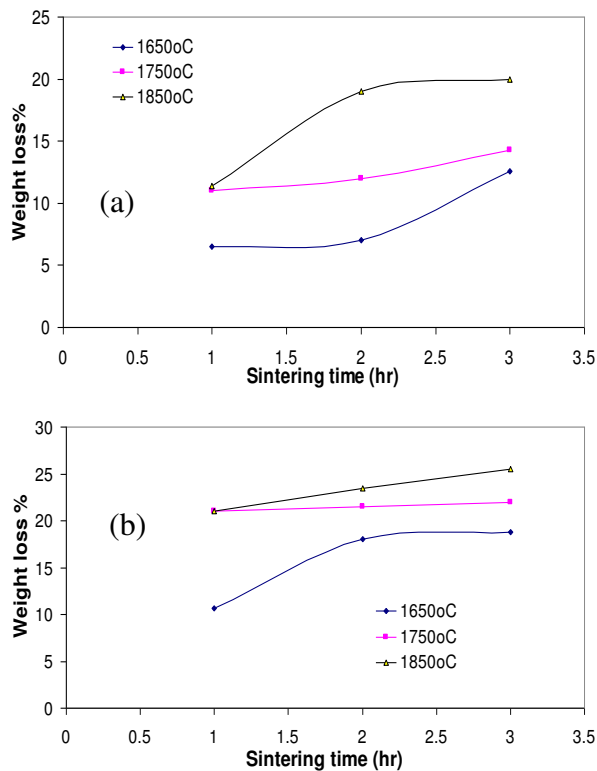 25
20
15
10
5
0
Weight loss%
1650oC
1750oC
1850oC
(a)
0 0.5 1 1.5 2 2.5 3 3.5
Sintering time (hr)
30
25
20
15
10
5
0
Weight loss %
(b)
1650oC
1750oC
1850oC
0 0.5 1 1.5 2 2.5 3 3.5
Sintering time (hr)